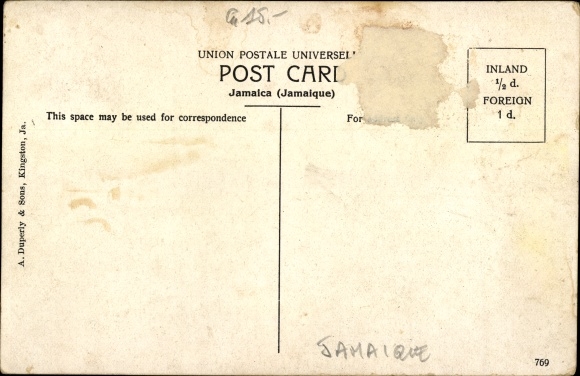 G 15.-
UNION POSTALE UNIVERSEL
POST CARD
Jamaica (Jamaique)
INLAND
½ d.
FOREIGN
1 d.
This space may be used for correspondence
For
A. Duperly & Sons, Kingston, Ja.
JAMAIQUE
769